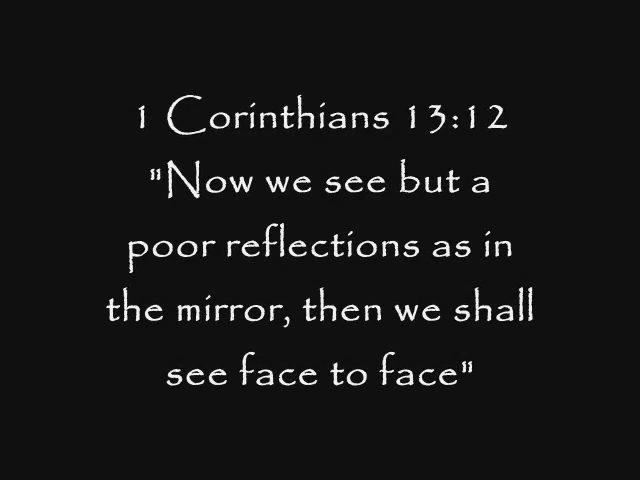 1 Corinthians 13:12
"Now we see but a
poor reflections as in
the mirror, then we shall
see face to face"